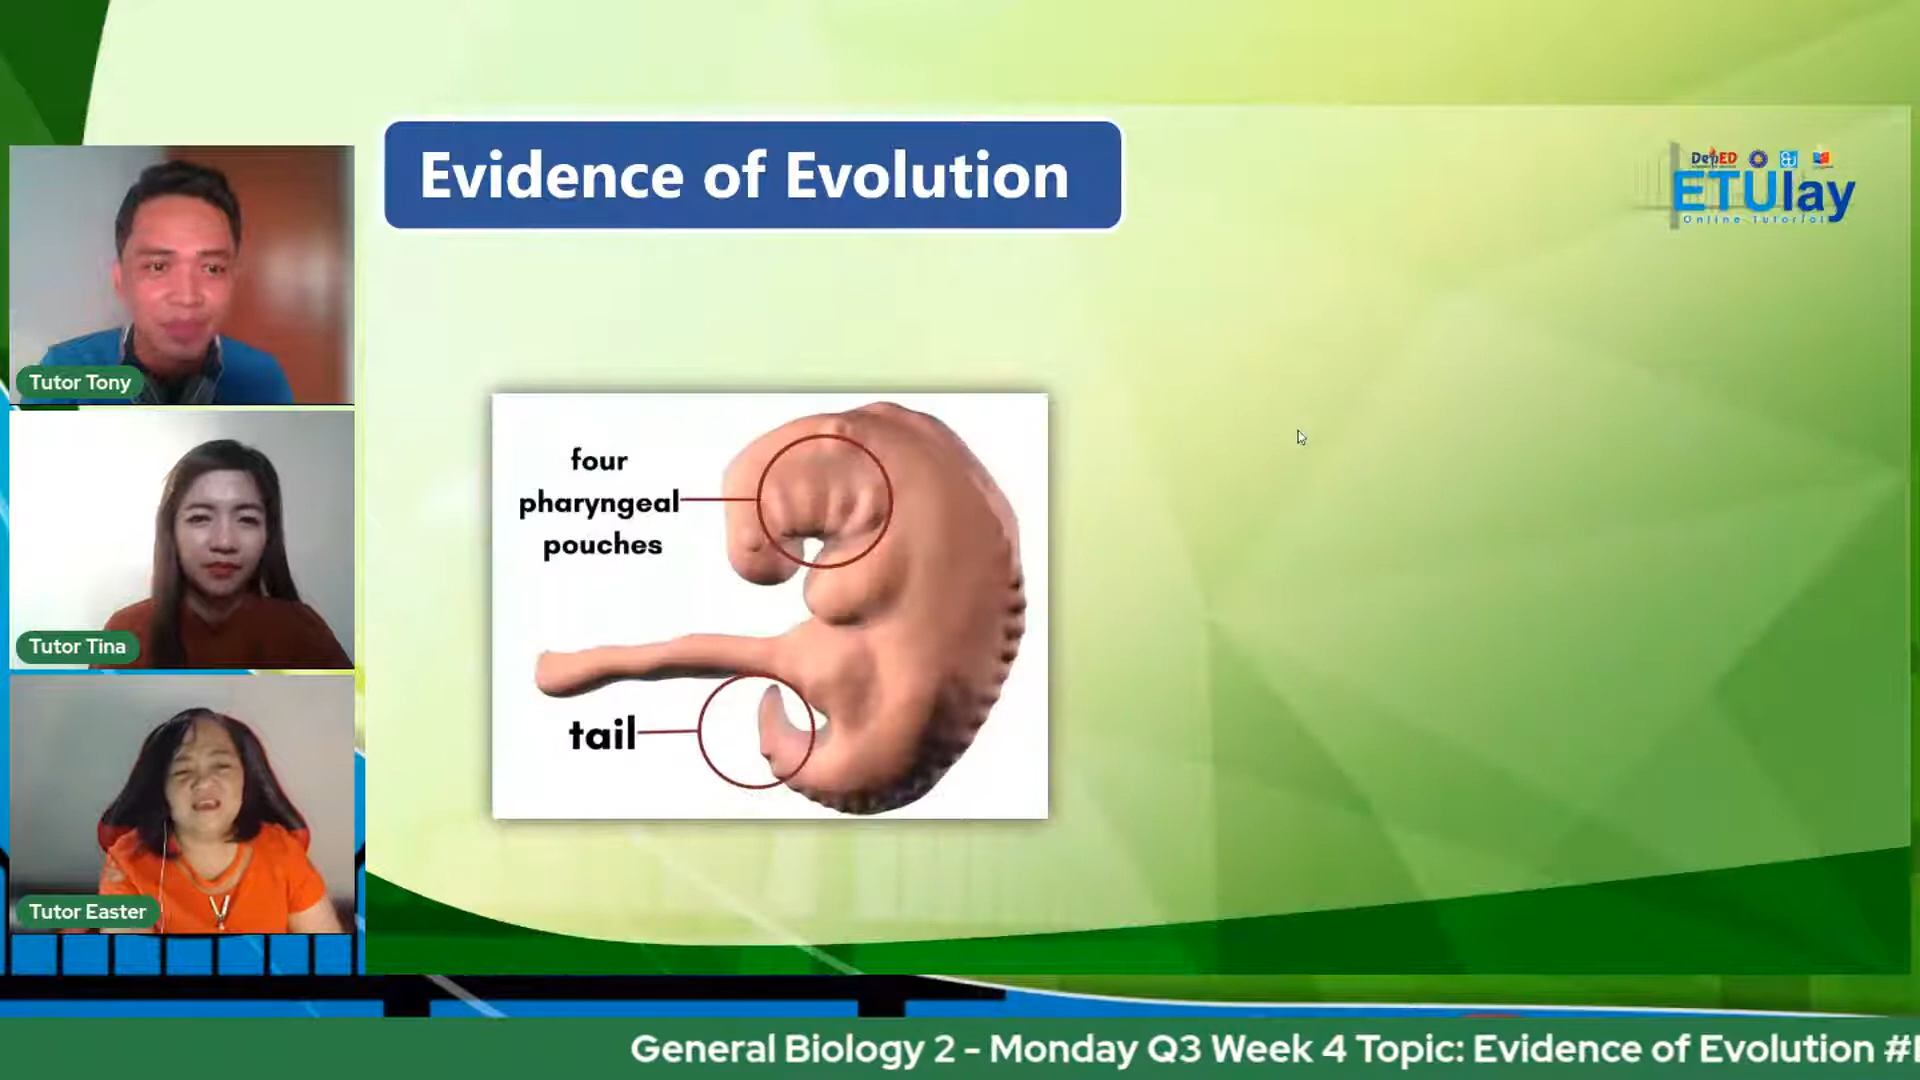 Evidence of Evolution
DepED
ETUlay
Online Tutorial
Tutor Tony
four
pharyngeal
pouches
Tutor Tina
tail
Tutor Easter
General Biology 2 - Monday Q3 Week 4 Topic: Evidence of Evolution #